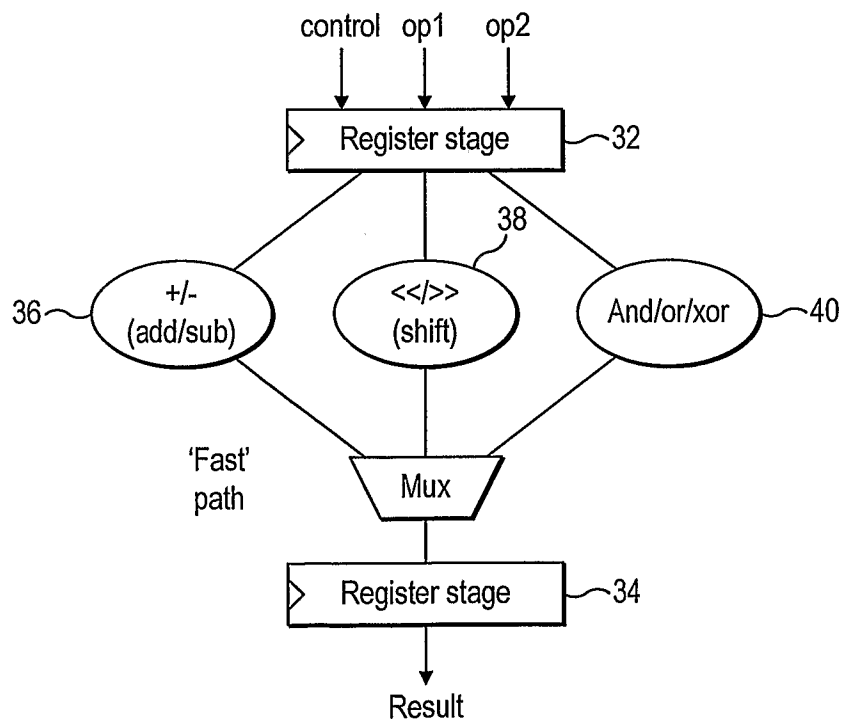 control op1 op2
Register stage 32
38
36 +/- (add/sub)
<</>> (shift)
And/or/xor 40
'Fast' path
Mux
Register stage 34
Result